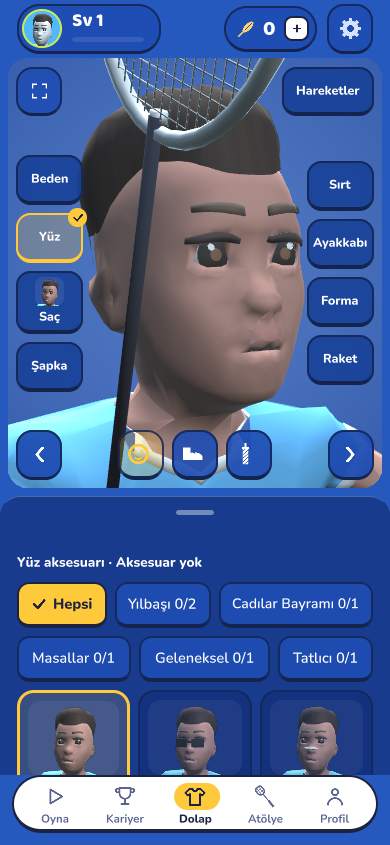 Sv 1
0
+
Hareketler
Beden
Yüz
Saç
Şapka
Sırt
Ayakkabı
Forma
Raket
Yüz aksesuarı · Aksesuar yok
Hepsi
Yılbaşı 0/2
Cadılar Bayramı 0/1
Masallar 0/1
Geleneksel 0/1
Tatlıcı 0/1
Oyna
Kariyer
Dolap
Atölye
Profil